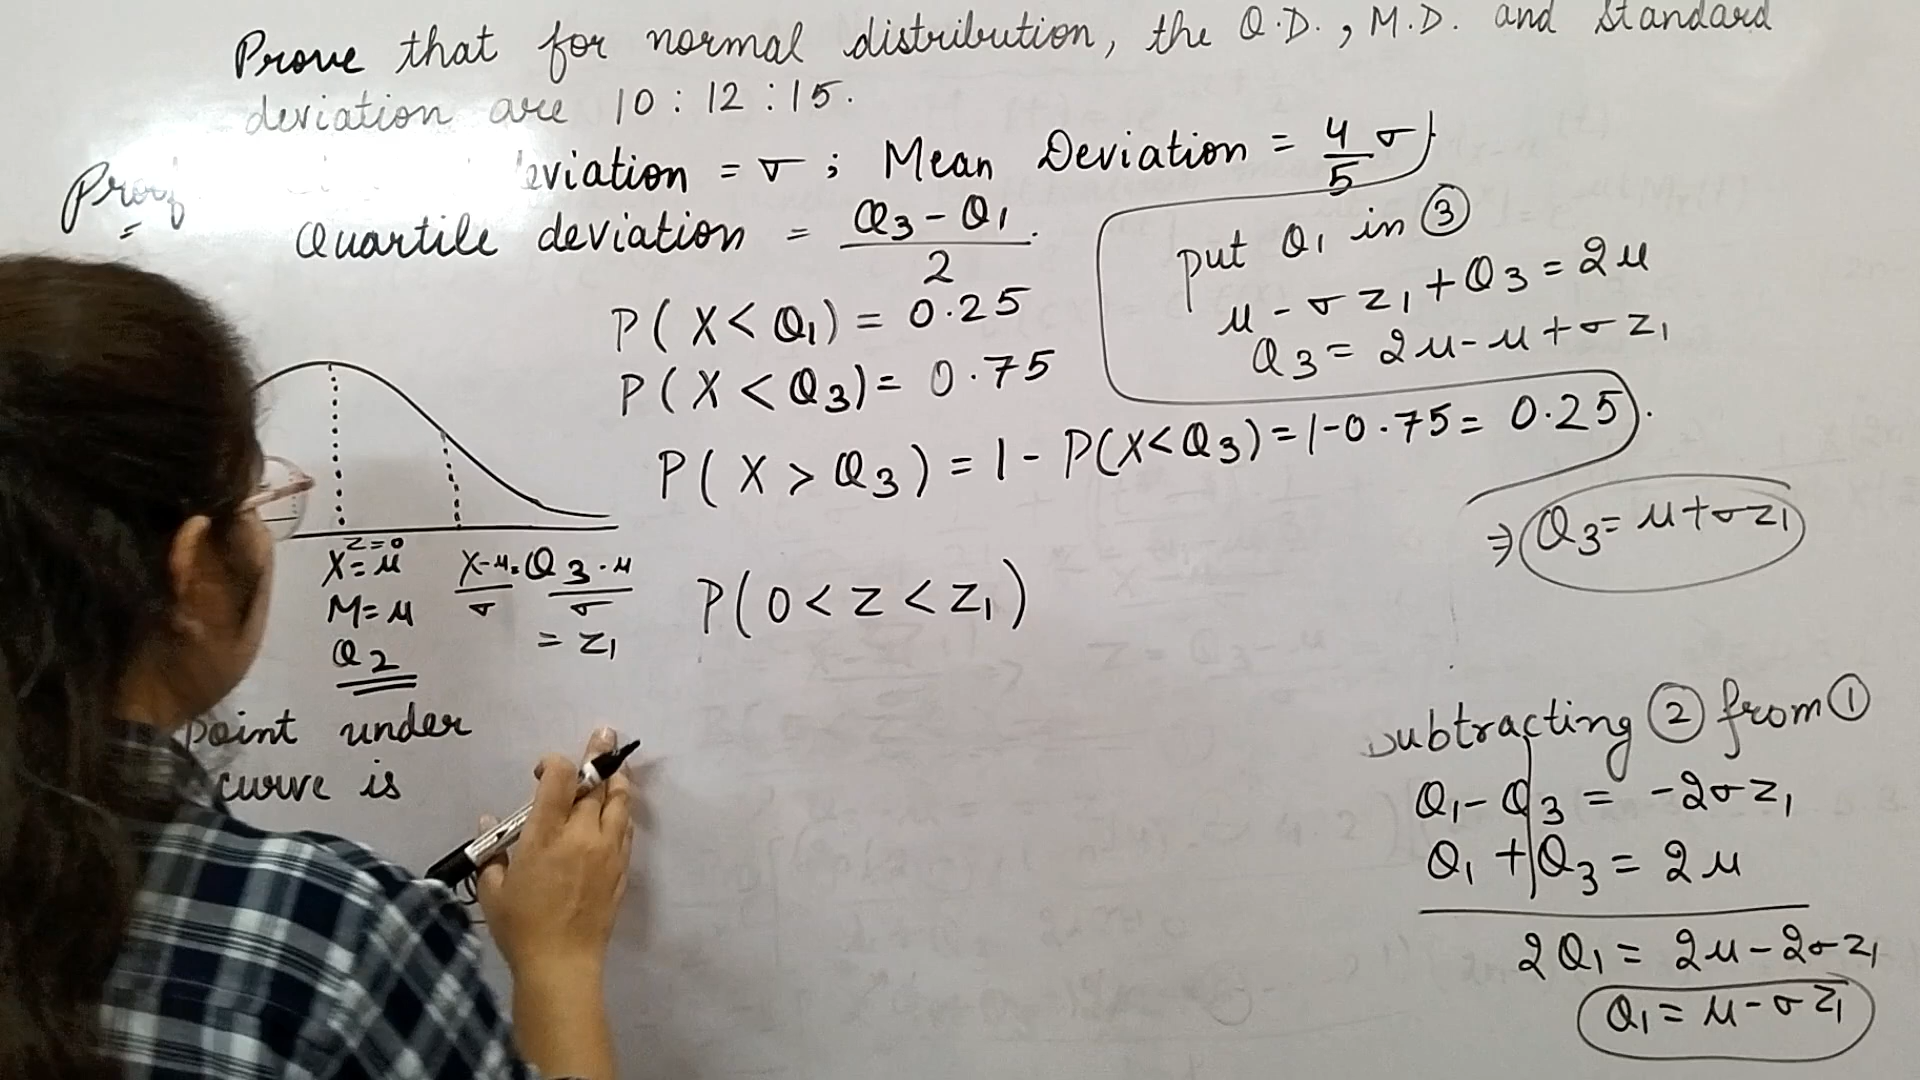 Prove that for normal distribution, the Q.D., M.D. and standard
deviation are 10 : 12 : 15.
Proof
eviation = σ ; Mean Deviation = 4/5 σ
Quartile deviation = Q3 - Q1 / 2
P( X < Q1) = 0.25
P( X < Q3) = 0.75
P( X > Q3 ) = 1 - P(X<Q3) = 1-0.75 = 0.25
put Q1 in ③
μ - σ z1 + Q3 = 2μ
Q3 = 2μ - μ + σ z1
⇒ Q3 = μ + σz1
z=0
X = μ
M = μ
Q2
X-μ/σ = Q3-μ/σ
= z1
P( 0 < z < z1 )
point under
curve is
subtracting ② from ①
Q1 - Q3 = -2σz1
Q1 + Q3 = 2μ
2Q1 = 2μ - 2σz1
Q1 = μ - σz1